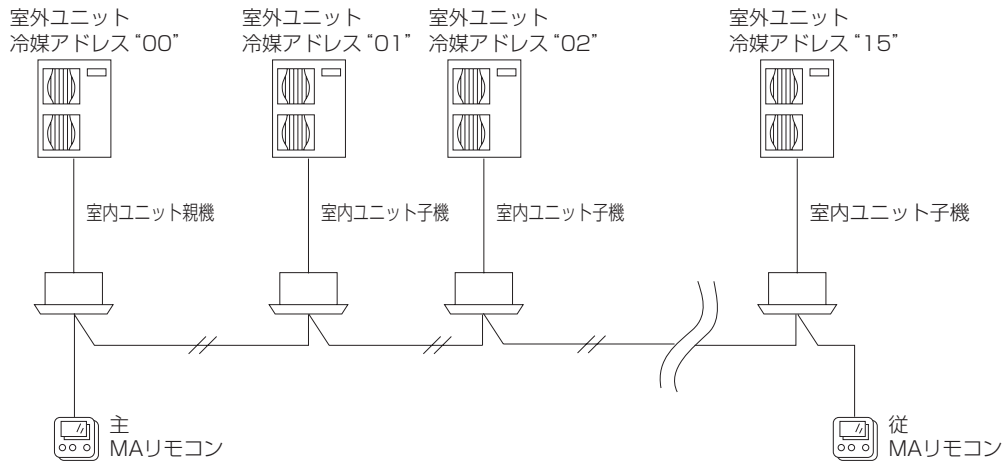 室外ユニット
冷媒アドレス “00”
室外ユニット
冷媒アドレス “01”
室外ユニット
冷媒アドレス “02”
室外ユニット
冷媒アドレス “15”
室内ユニット親機
室内ユニット子機
室内ユニット子機
室内ユニット子機
主
MAリモコン
従
MAリモコン